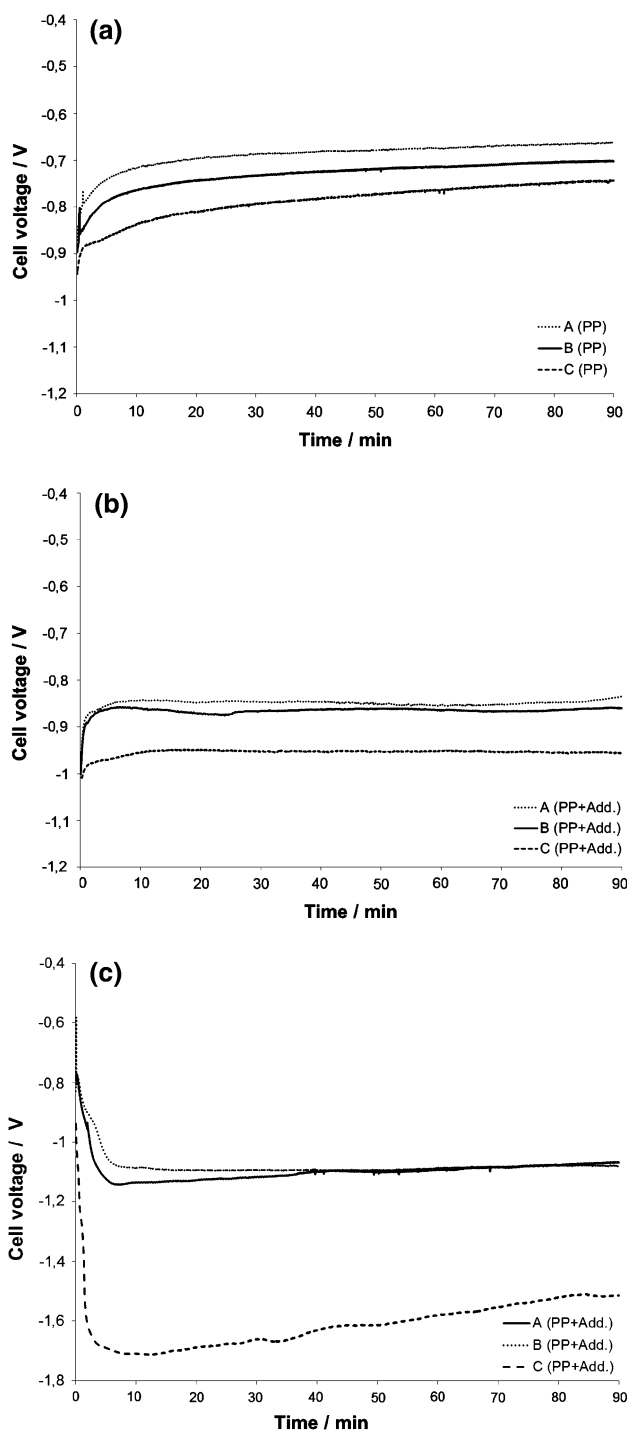 (a)
-0,4
-0,5
-0,6
-0,7
-0,8
-0,9
-1
-1,1
-1,2
Cell voltage / V
0 10 20 30 40 50 60 70 80 90
Time / min
A (PP)
B (PP)
C (PP)
(b)
-0,4
-0,5
-0,6
-0,7
-0,8
-0,9
-1
-1,1
-1,2
Cell voltage / V
0 10 20 30 40 50 60 70 80 90
Time / min
A (PP+Add.)
B (PP+Add.)
C (PP+Add.)
(c)
-0,4
-0,6
-0,8
-1
-1,2
-1,4
-1,6
-1,8
Cell voltage / V
0 10 20 30 40 50 60 70 80 90
Time / min
A (PP+Add.)
B (PP+Add.)
C (PP+Add.)